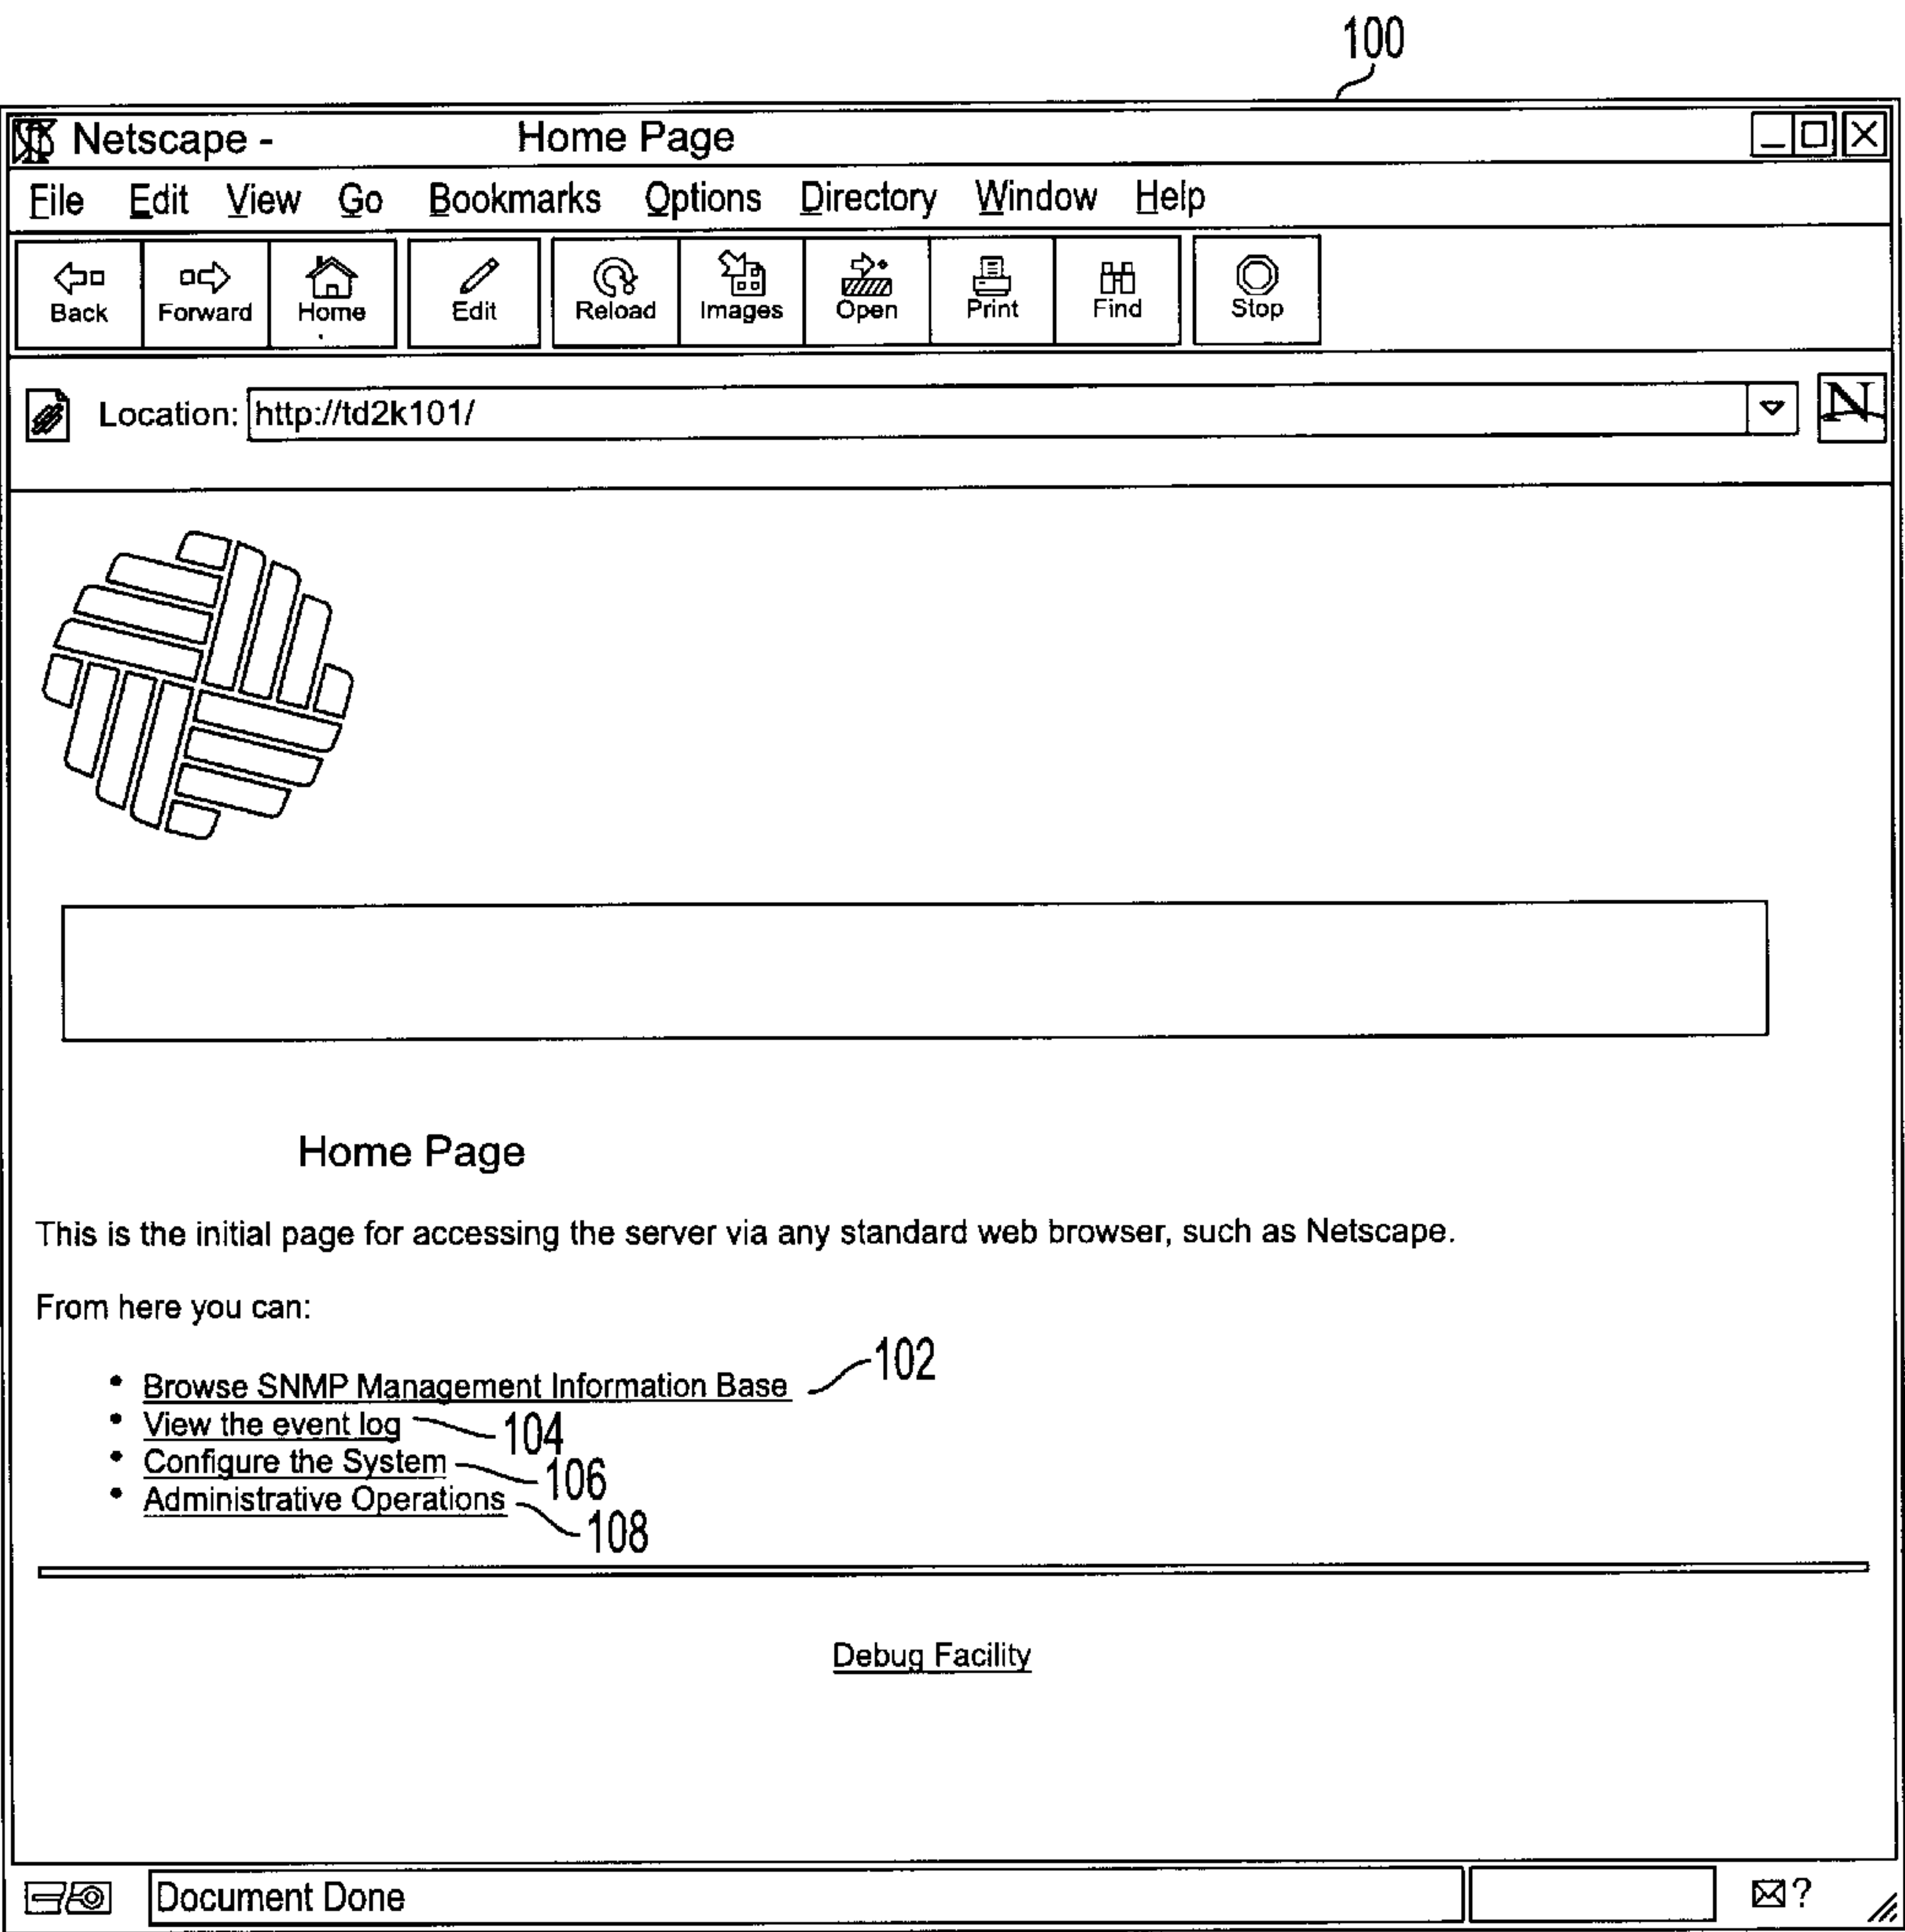 100
Netscape - Home Page
File Edit View Go Bookmarks Options Directory Window Help
Back Forward Home Edit Reload Images Open Print Find Stop
Location: http://td2k101/ N
Home Page
This is the initial page for accessing the server via any standard web browser, such as Netscape.
From here you can:
• Browse SNMP Management Information Base 102
• View the event log 104
• Configure the System 106
• Administrative Operations 108
Debug Facility
Document Done ?